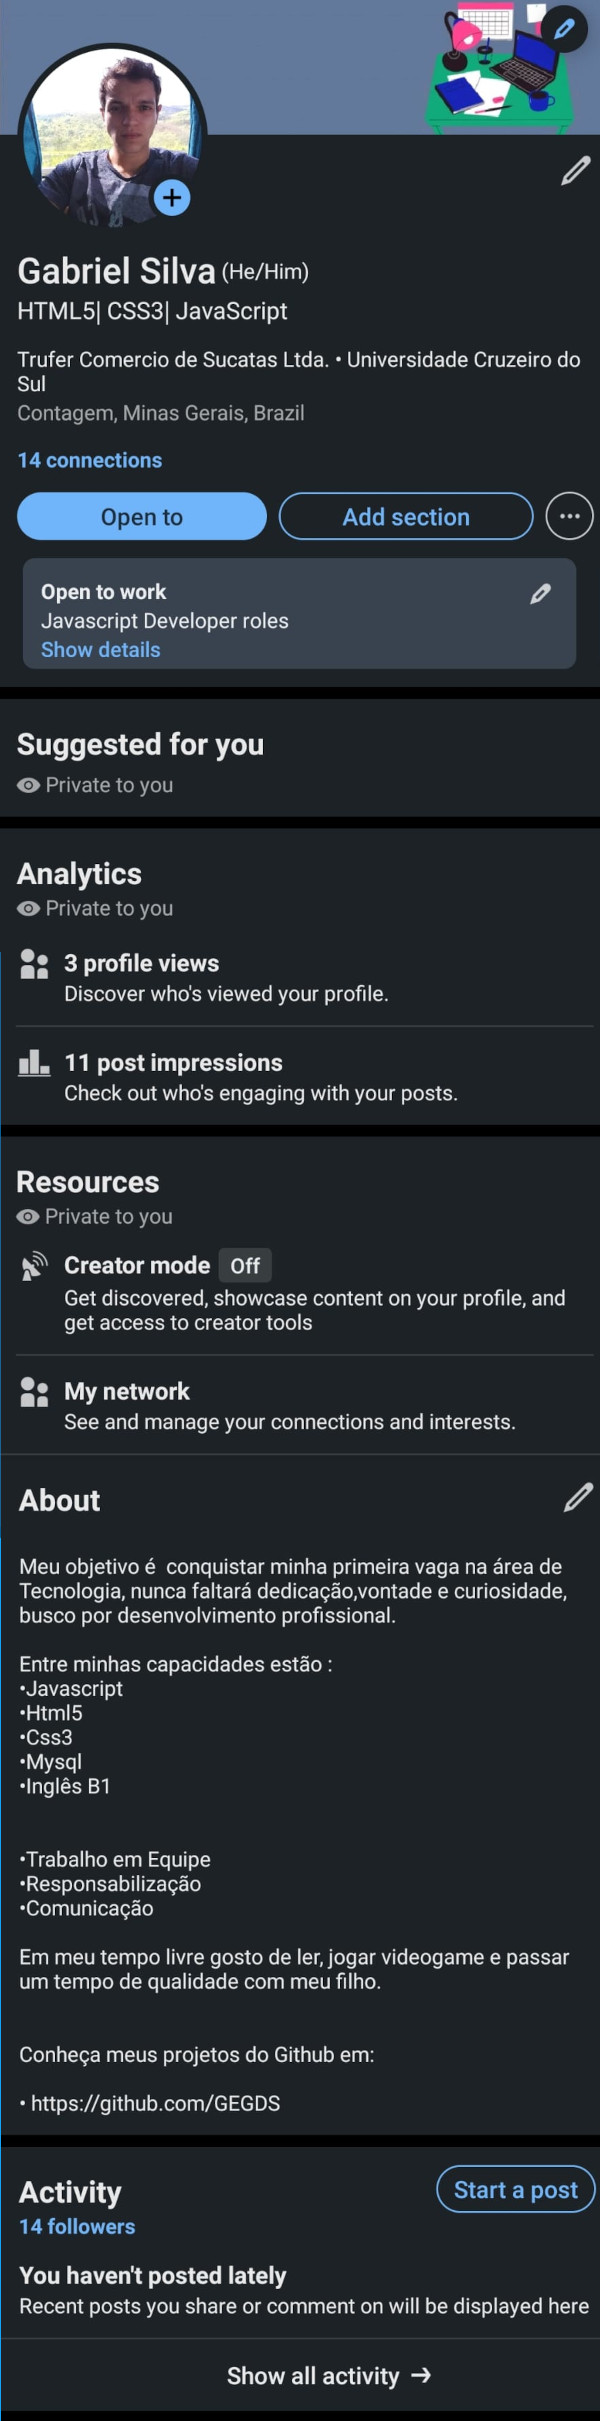 Gabriel Silva (He/Him)
HTML5| CSS3| JavaScript
Trufer Comercio de Sucatas Ltda. • Universidade Cruzeiro do
Sul
Contagem, Minas Gerais, Brazil
14 connections
Open to
Add section
Open to work
Javascript Developer roles
Show details
Suggested for you
Private to you
Analytics
Private to you
3 profile views
Discover who's viewed your profile.
11 post impressions
Check out who's engaging with your posts.
Resources
Private to you
Creator mode Off
Get discovered, showcase content on your profile, and
get access to creator tools
My network
See and manage your connections and interests.
About
Meu objetivo é  conquistar minha primeira vaga na área de
Tecnologia, nunca faltará dedicação,vontade e curiosidade,
busco por desenvolvimento profissional.
Entre minhas capacidades estão :
•Javascript
•Html5
•Css3
•Mysql
•Inglês B1
•Trabalho em Equipe
•Responsabilização
•Comunicação
Em meu tempo livre gosto de ler, jogar videogame e passar
um tempo de qualidade com meu filho.
Conheça meus projetos do Github em:
• https://github.com/GEGDS
Activity
Start a post
14 followers
You haven't posted lately
Recent posts you share or comment on will be displayed here
Show all activity →